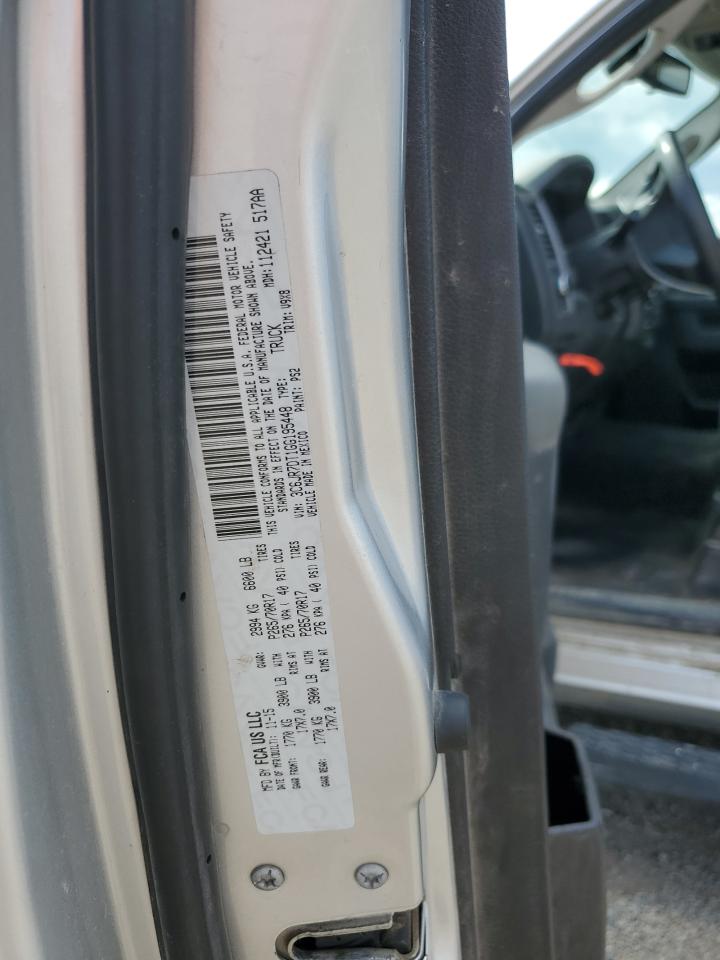 MFD BY FCA US LLC
DATE OF MFR(BUILT): 11-15 GVWR: 2994 KG 6600 LB
GAWR FRONT: 1770 KG 3900 LB WITH P265/70R17 TIRES
17X7.0 RIMS AT 276 KPA ( 40 PSI) COLD
GAWR REAR: 1770 KG 3900 LB WITH P265/70R17 TIRES
17X7.0 RIMS AT 276 KPA ( 40 PSI) COLD
THIS VEHICLE CONFORMS TO ALL APPLICABLE U.S.A. FEDERAL MOTOR VEHICLE SAFETY
STANDARDS IN EFFECT ON THE DATE OF MANUFACTURE SHOWN ABOVE.
VIN: 3C6JR7DT1GG195448 TYPE: TRUCK MDH: 112421 517AA
VEHICLE MADE IN MEXICO PAINT: PS2 TRIM: V9X8